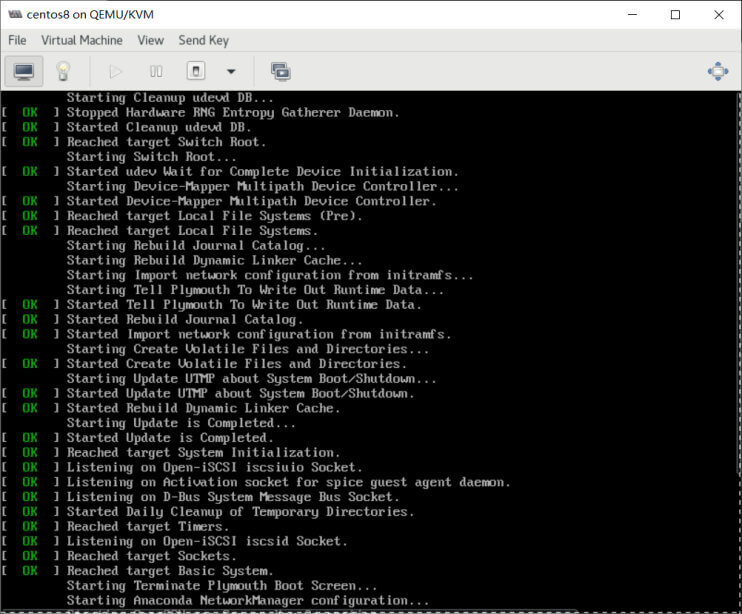 centos8 on QEMU/KVM
File Virtual Machine View Send Key
Starting Cleanup udevd DB...
[ OK ] Stopped Hardware RNG Entropy Gatherer Daemon.
[ OK ] Started Cleanup udevd DB.
[ OK ] Reached target Switch Root.
Starting Switch Root...
[ OK ] Started udev Wait for Complete Device Initialization.
Starting Device-Mapper Multipath Device Controller...
[ OK ] Started Device-Mapper Multipath Device Controller.
[ OK ] Reached target Local File Systems (Pre).
[ OK ] Reached target Local File Systems.
Starting Rebuild Journal Catalog...
Starting Rebuild Dynamic Linker Cache...
Starting Import network configuration from initramfs...
Starting Tell Plymouth To Write Out Runtime Data...
[ OK ] Started Tell Plymouth To Write Out Runtime Data.
[ OK ] Started Rebuild Journal Catalog.
[ OK ] Started Import network configuration from initramfs.
Starting Create Volatile Files and Directories...
[ OK ] Started Create Volatile Files and Directories.
Starting Update UTMP about System Boot/Shutdown...
[ OK ] Started Update UTMP about System Boot/Shutdown.
[ OK ] Started Rebuild Dynamic Linker Cache.
Starting Update is Completed...
[ OK ] Started Update is Completed.
[ OK ] Reached target System Initialization.
[ OK ] Listening on Open-iSCSI iscsiuio Socket.
[ OK ] Listening on Activation socket for spice guest agent daemon.
[ OK ] Listening on D-Bus System Message Bus Socket.
[ OK ] Started Daily Cleanup of Temporary Directories.
[ OK ] Reached target Timers.
[ OK ] Listening on Open-iSCSI iscsid Socket.
[ OK ] Reached target Sockets.
[ OK ] Reached target Basic System.
Starting Terminate Plymouth Boot Screen...
Starting Anaconda NetworkManager configuration...